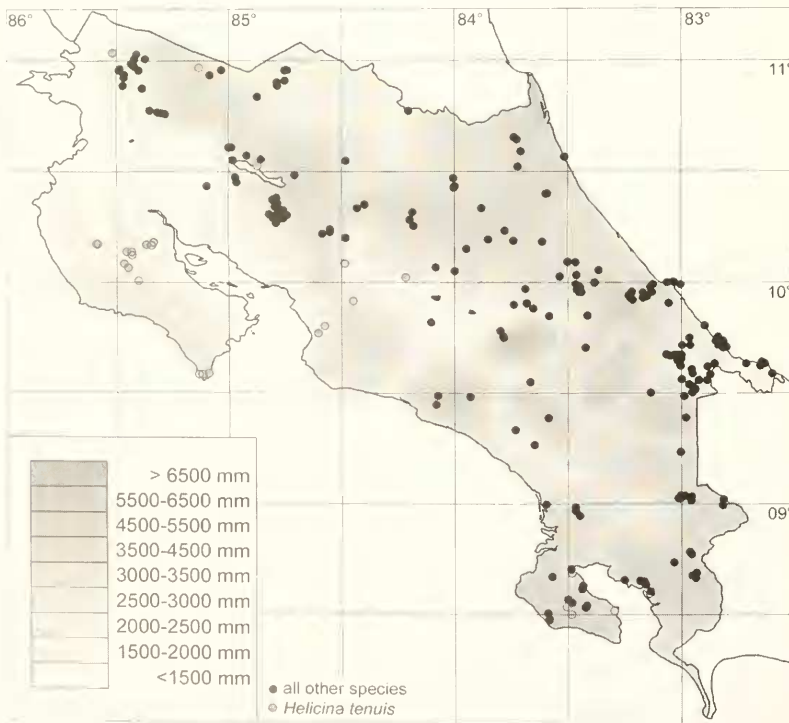 86° 85° 84° 83°
11°
10°
09°
> 6500 mm
5500-6500 mm
4500-5500 mm
3500-4500 mm
3000-3500 mm
2500-3000 mm
2000-2500 mm
1500-2000 mm
<1500 mm
all other species
Helicina tenuis